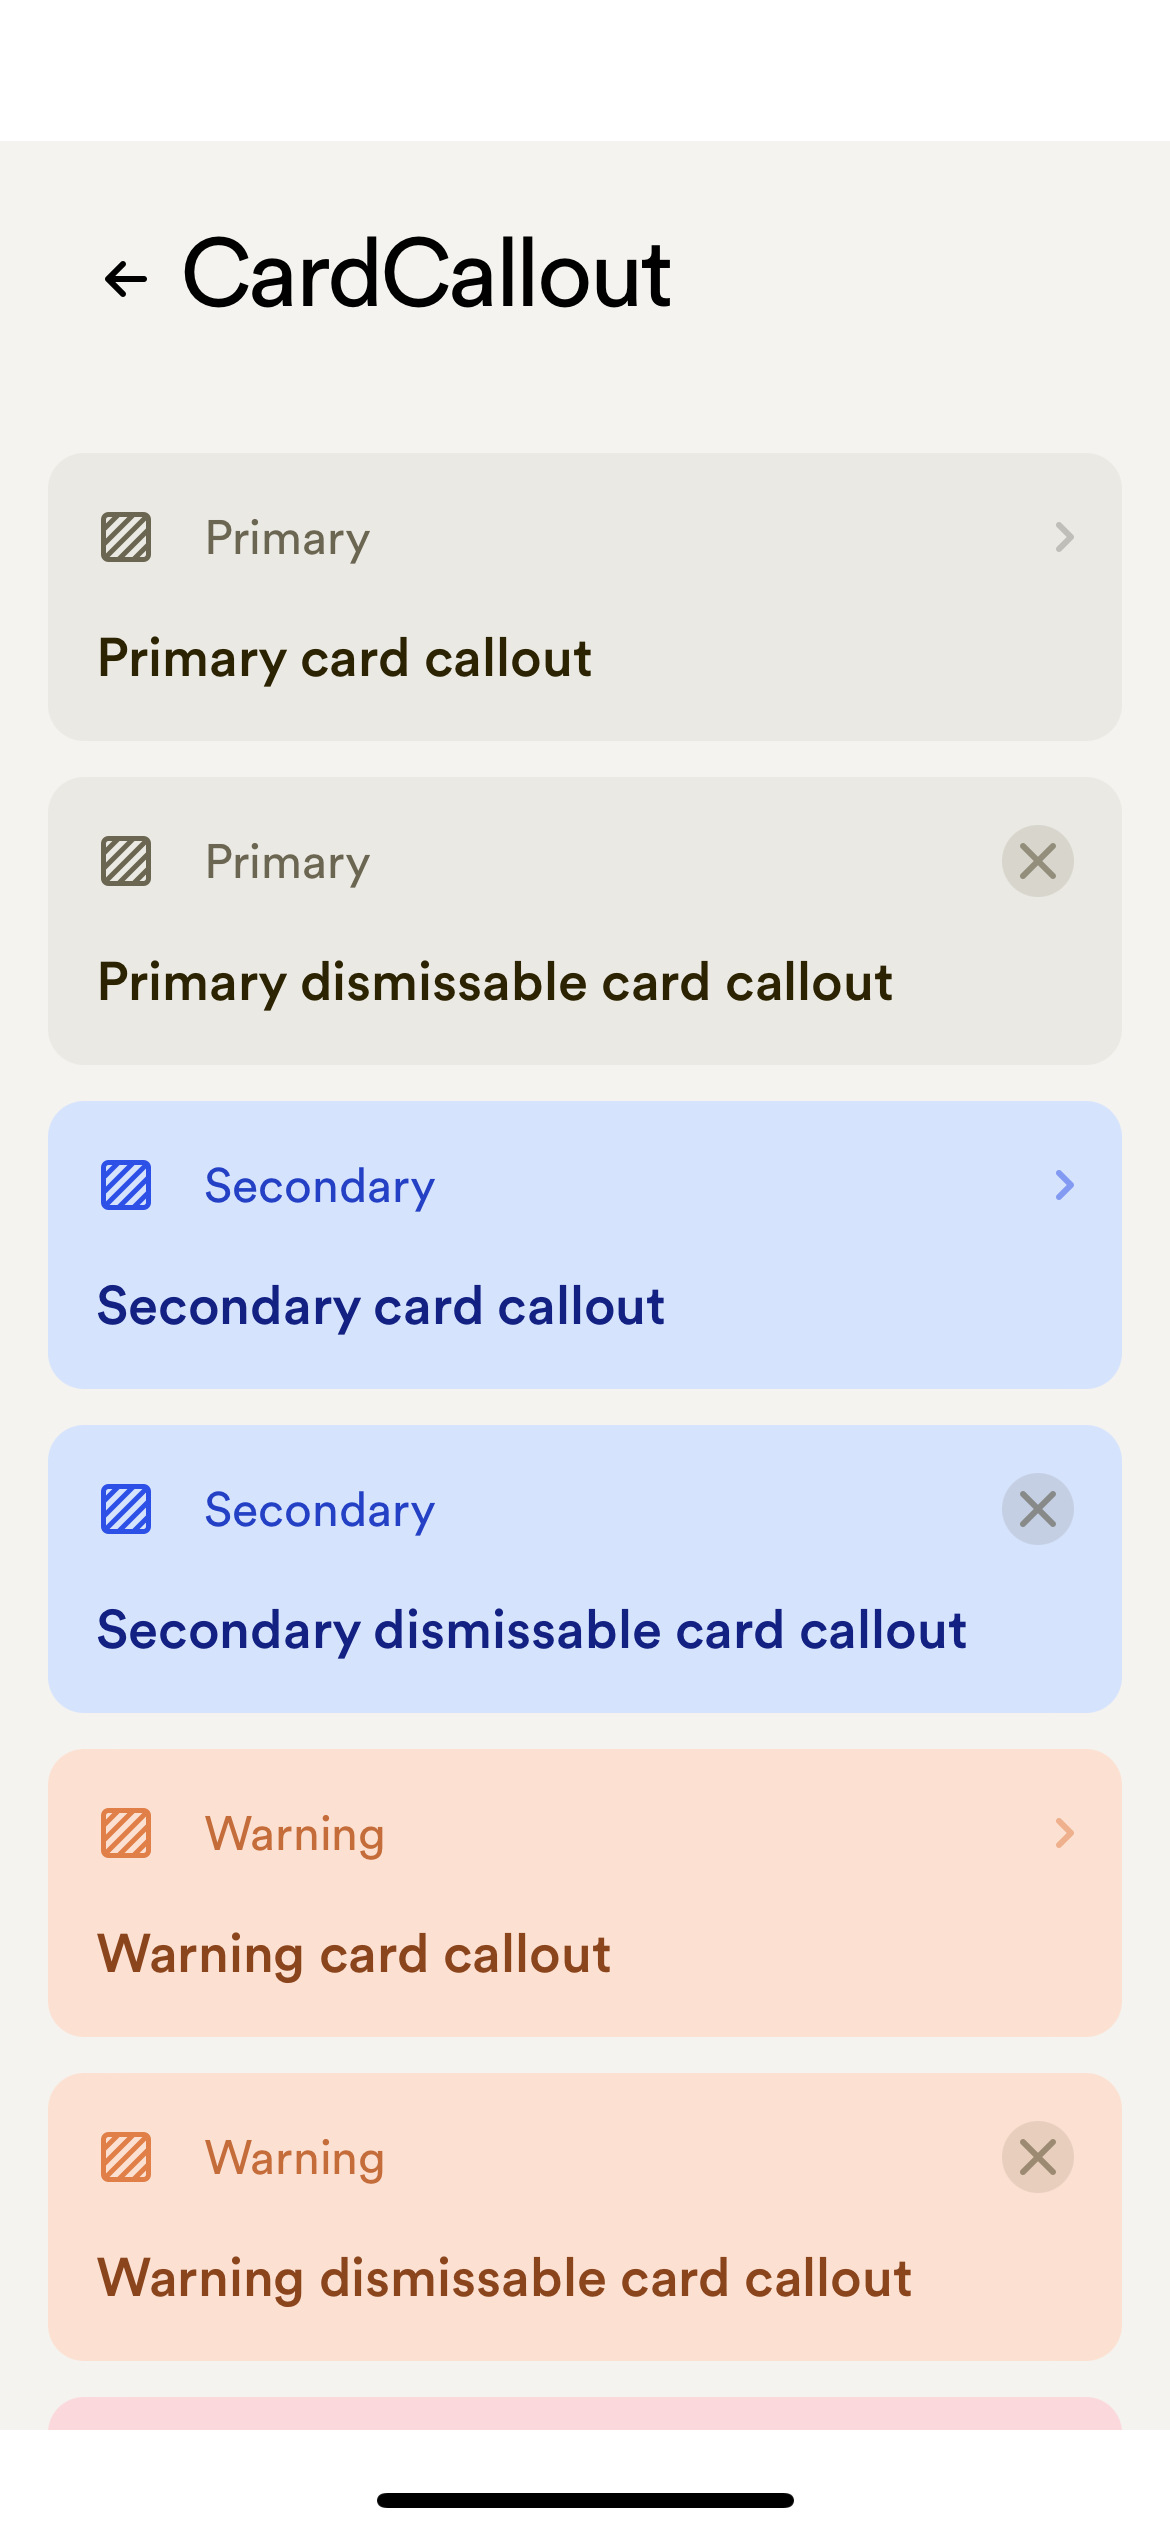 CardCallout
Primary
Primary card callout
Primary
Primary dismissable card callout
Secondary
Secondary card callout
Secondary
Secondary dismissable card callout
Warning
Warning card callout
Warning
Warning dismissable card callout